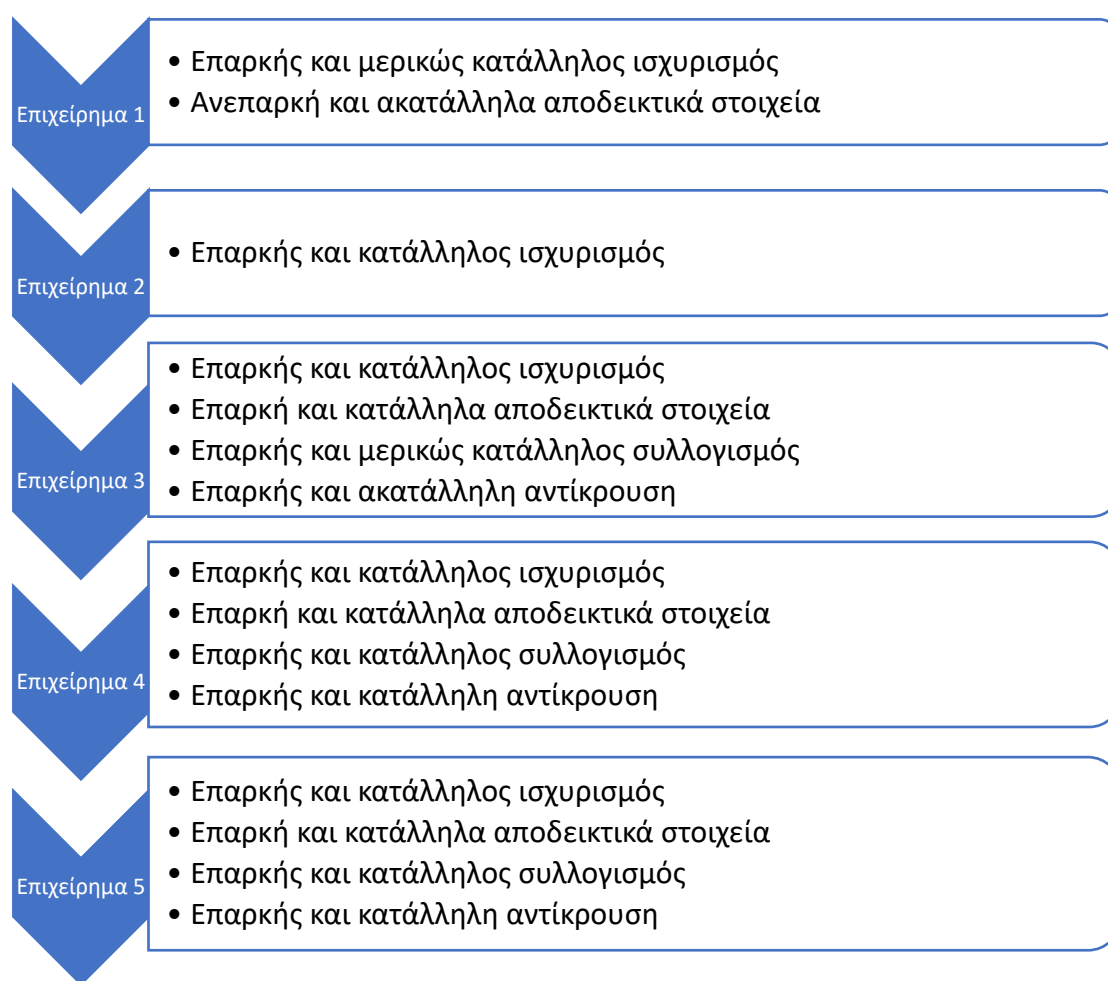 Επιχείρημα 1
• Επαρκής και μερικώς κατάλληλος ισχυρισμός
• Ανεπαρκή και ακατάλληλα αποδεικτικά στοιχεία
Επιχείρημα 2
• Επαρκής και κατάλληλος ισχυρισμός
Επιχείρημα 3
• Επαρκής και κατάλληλος ισχυρισμός
• Επαρκή και κατάλληλα αποδεικτικά στοιχεία
• Επαρκής και μερικώς κατάλληλος συλλογισμός
• Επαρκής και ακατάλληλη αντίκρουση
Επιχείρημα 4
• Επαρκής και κατάλληλος ισχυρισμός
• Επαρκή και κατάλληλα αποδεικτικά στοιχεία
• Επαρκής και κατάλληλος συλλογισμός
• Επαρκής και κατάλληλη αντίκρουση
Επιχείρημα 5
• Επαρκής και κατάλληλος ισχυρισμός
• Επαρκή και κατάλληλα αποδεικτικά στοιχεία
• Επαρκής και κατάλληλος συλλογισμός
• Επαρκής και κατάλληλη αντίκρουση